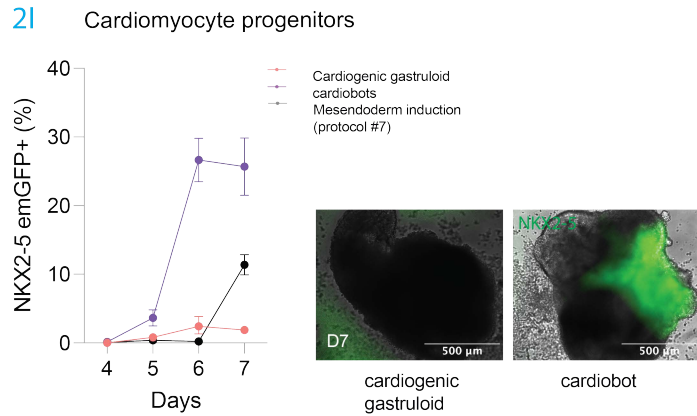 2I
Cardiomyocyte progenitors
NKX2-5 emGFP+ (%)
40
30
20
10
0
4
5
6
7
Days
Cardiogenic gastruloid
cardiobots
Mesendoderm induction
(protocol #7)
D7
500 µm
NKX2-5
500 µm
cardiogenic
gastruloid
cardiobot